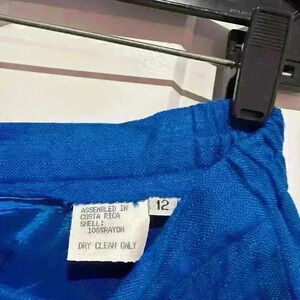 ASSEMBLED IN
COSTA RICA
SHELL:
100%RAYON
DRY CLEAN ONLY
12